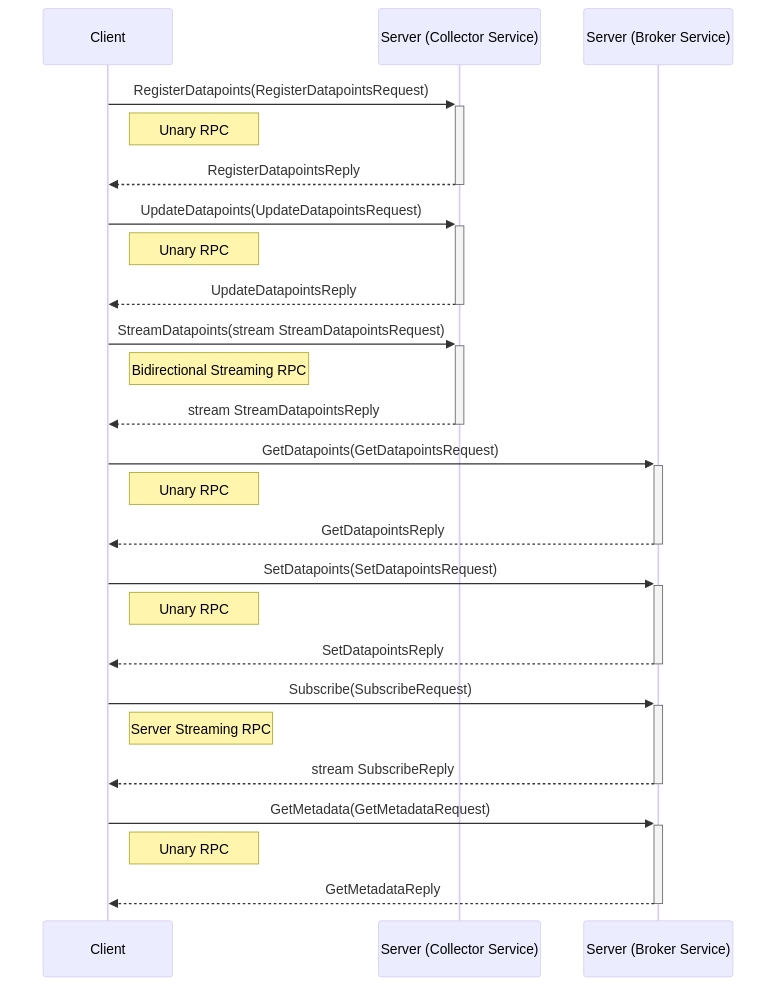 Client
Server (Collector Service)
Server (Broker Service)
RegisterDatapoints(RegisterDatapointsRequest)
Unary RPC
RegisterDatapointsReply
UpdateDatapoints(UpdateDatapointsRequest)
Unary RPC
UpdateDatapointsReply
StreamDatapoints(stream StreamDatapointsRequest)
Bidirectional Streaming RPC
stream StreamDatapointsReply
GetDatapoints(GetDatapointsRequest)
Unary RPC
GetDatapointsReply
SetDatapoints(SetDatapointsRequest)
Unary RPC
SetDatapointsReply
Subscribe(SubscribeRequest)
Server Streaming RPC
stream SubscribeReply
GetMetadata(GetMetadataRequest)
Unary RPC
GetMetadataReply
Client
Server (Collector Service)
Server (Broker Service)